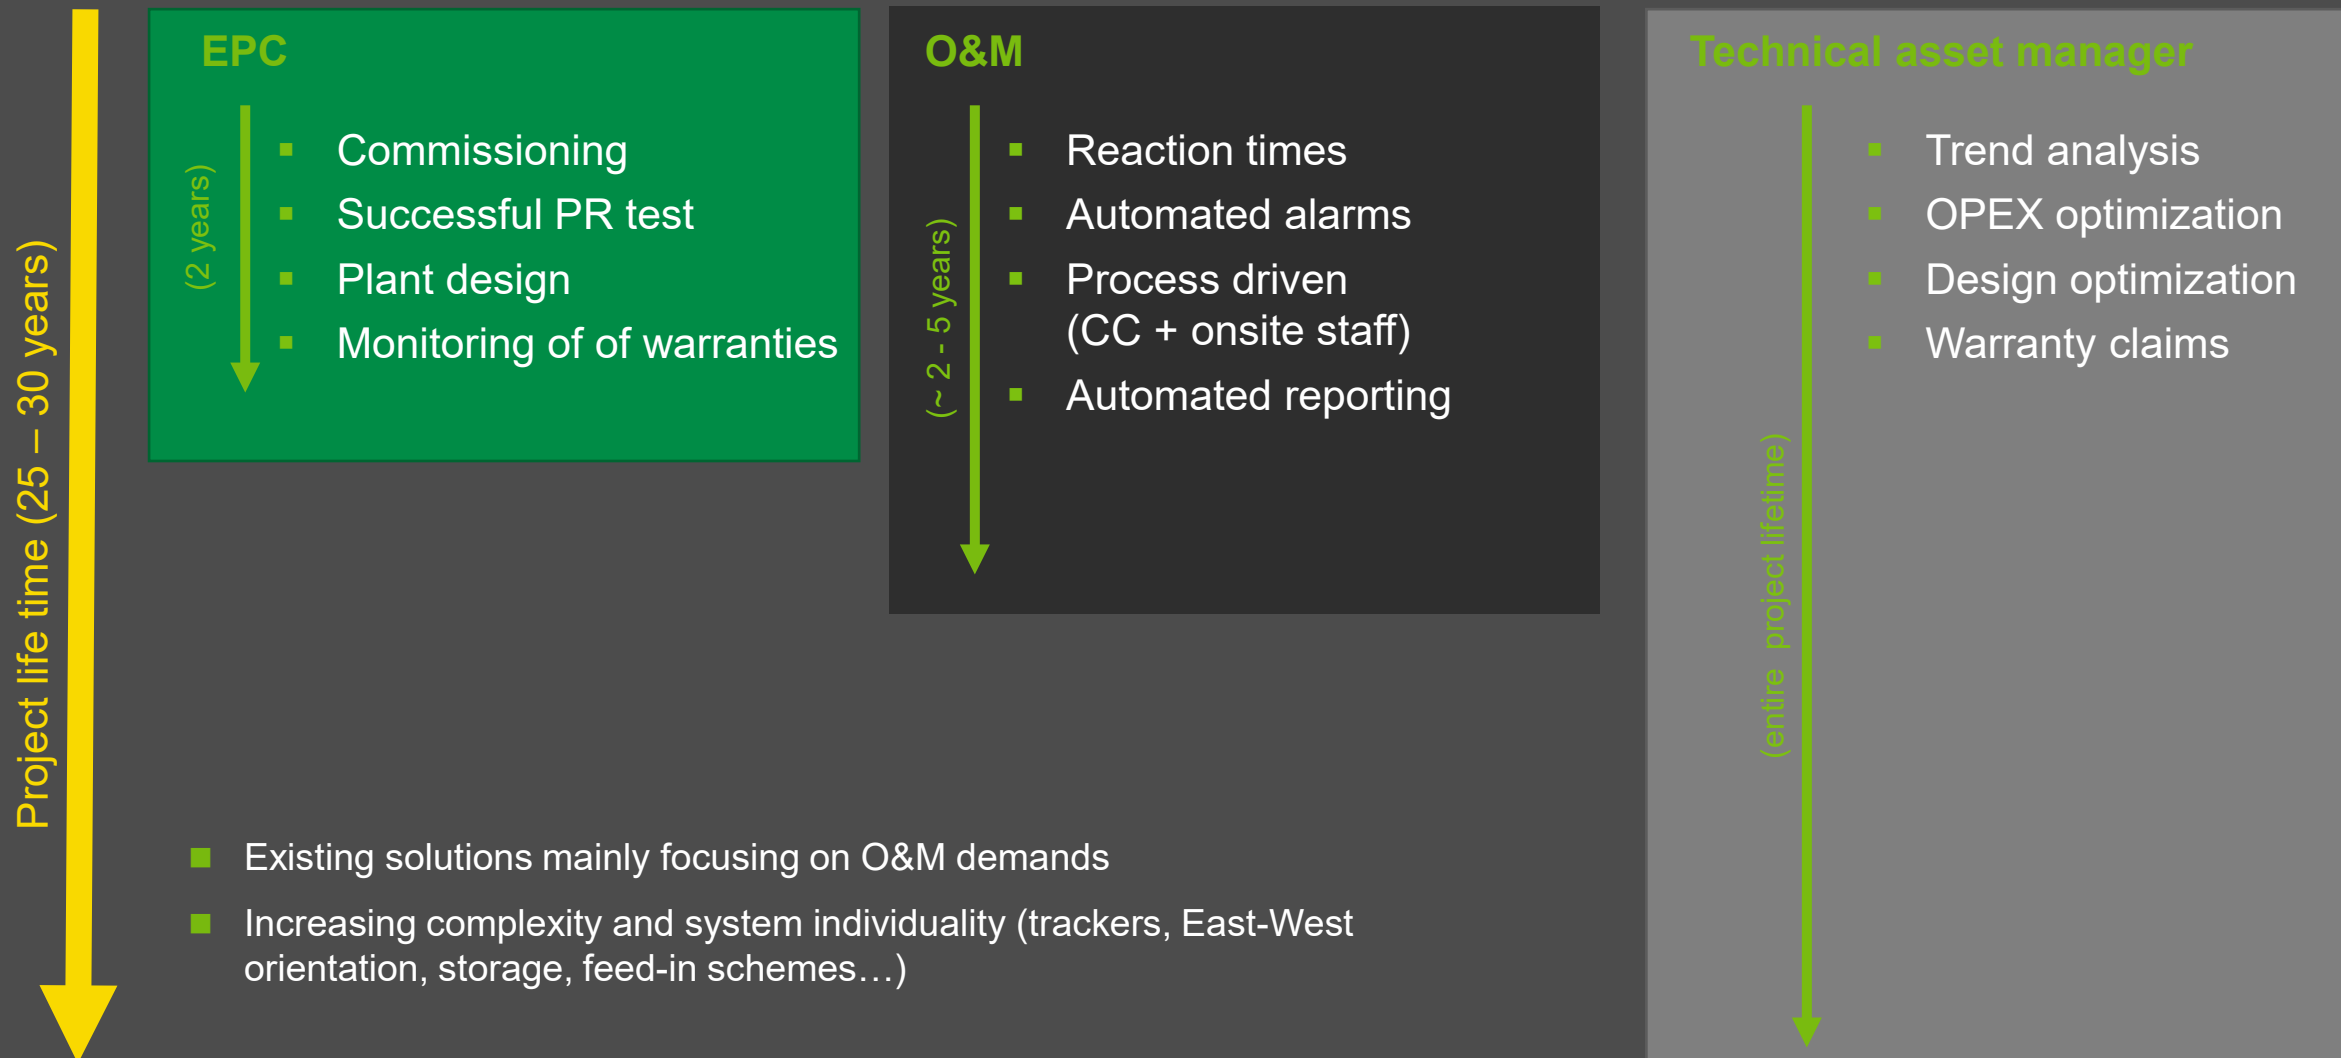 Project life time (25 – 30 years)
EPC
(2 years)
Commissioning
Successful PR test
Plant design
Monitoring of of warranties
O&M
(~ 2 - 5 years)
Reaction times
Automated alarms
Process driven
(CC + onsite staff)
Automated reporting
Technical asset manager
(entire project lifetime)
Trend analysis
OPEX optimization
Design optimization
Warranty claims
Existing solutions mainly focusing on O&M demands
Increasing complexity and system individuality (trackers, East-West
orientation, storage, feed-in schemes…)